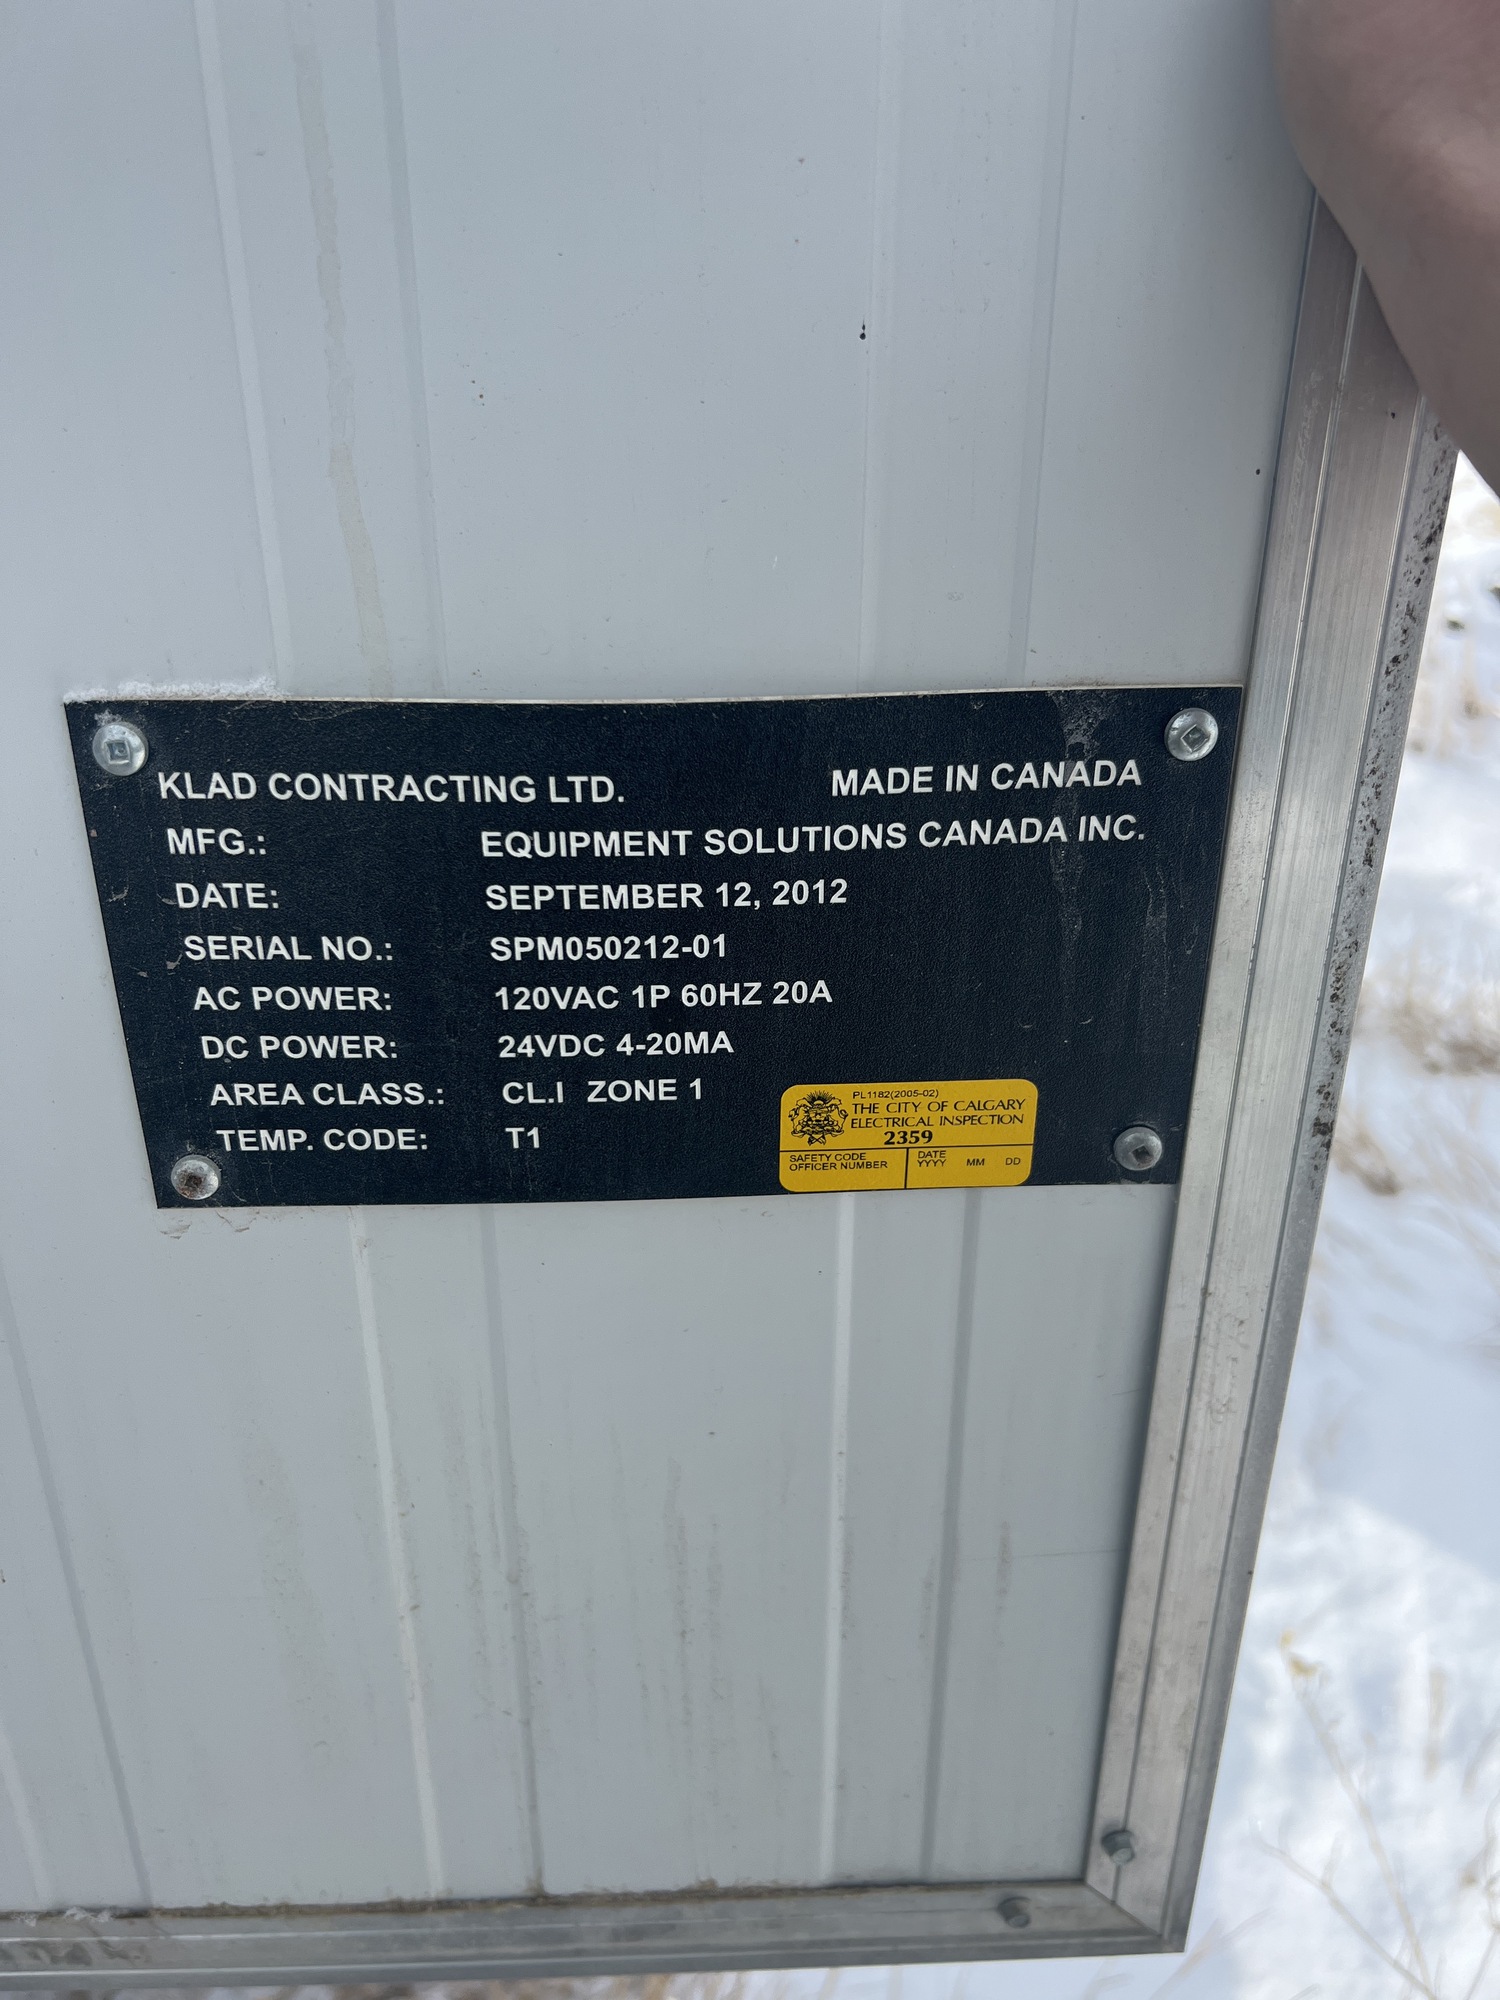 KLAD CONTRACTING LTD. MADE IN CANADA
MFG.: EQUIPMENT SOLUTIONS CANADA INC.
DATE: SEPTEMBER 12, 2012
SERIAL NO.: SPM050212-01
AC POWER: 120VAC 1P 60HZ 20A
DC POWER: 24VDC 4-20MA
AREA CLASS.: CL.I ZONE 1
TEMP. CODE: T1
PL1182(2005-02)
THE CITY OF CALGARY
ELECTRICAL INSPECTION
2359
SAFETY CODE
OFFICER NUMBER
DATE
YYYY MM DD